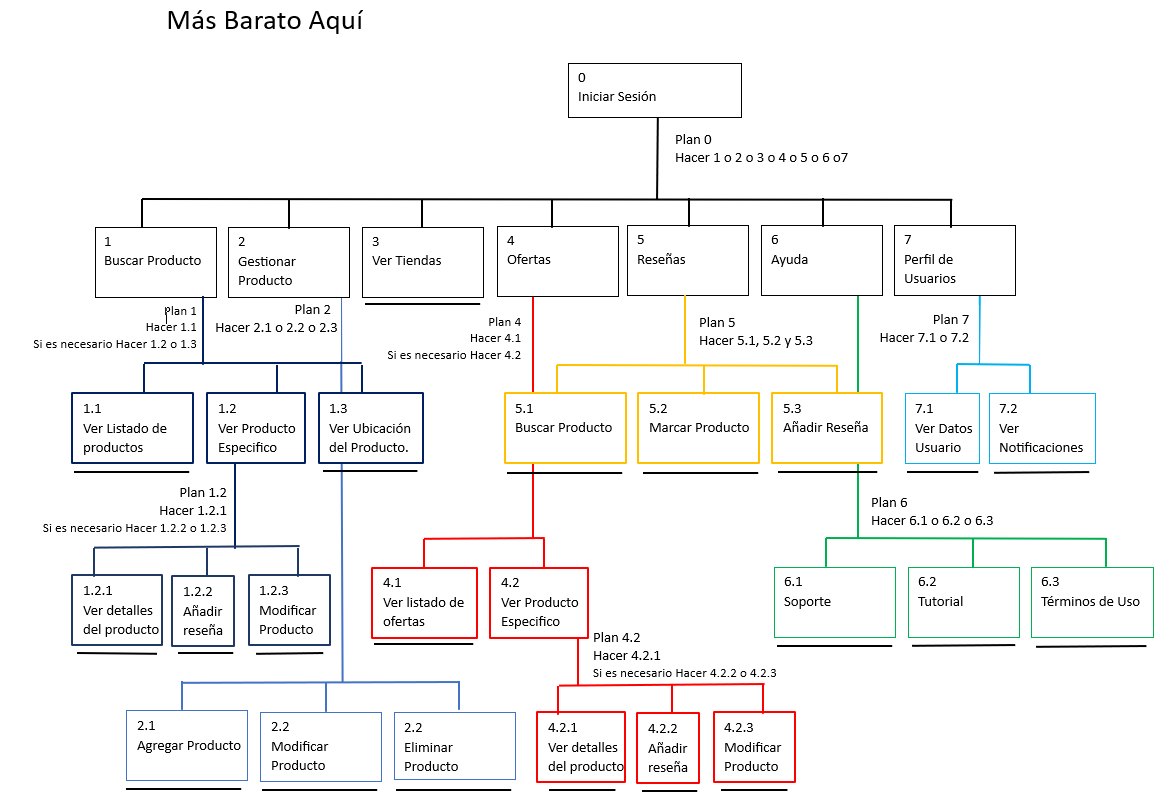 Más Barato Aquí
0
Iniciar Sesión
Plan 0
Hacer 1 o 2 o 3 o 4 o 5 o 6 o7
1
Buscar Producto
2
Gestionar
Producto
3
Ver Tiendas
4
Ofertas
5
Reseñas
6
Ayuda
7
Perfil de
Usuarios
Plan 1
Hacer 1.1
Si es necesario Hacer 1.2 o 1.3
Plan 2
Hacer 2.1 o 2.2 o 2.3
Plan 4
Hacer 4.1
Si es necesario Hacer 4.2
Plan 5
Hacer 5.1, 5.2 y 5.3
Plan 7
Hacer 7.1 o 7.2
1.1
Ver Listado de
productos
1.2
Ver Producto
Especifico
1.3
Ver Ubicación
del Producto.
5.1
Buscar Producto
5.2
Marcar Producto
5.3
Añadir Reseña
7.1
Ver Datos
Usuario
7.2
Ver
Notificaciones
Plan 1.2
Hacer 1.2.1
Si es necesario Hacer 1.2.2 o 1.2.3
Plan 6
Hacer 6.1 o 6.2 o 6.3
1.2.1
Ver detalles
del producto
1.2.2
Añadir
reseña
1.2.3
Modificar
Producto
4.1
Ver listado de
ofertas
4.2
Ver Producto
Especifico
6.1
Soporte
6.2
Tutorial
6.3
Términos de Uso
Plan 4.2
Hacer 4.2.1
Si es necesario Hacer 4.2.2 o 4.2.3
2.1
Agregar Producto
2.2
Modificar
Producto
2.2
Eliminar
Producto
4.2.1
Ver detalles
del producto
4.2.2
Añadir
reseña
4.2.3
Modificar
Producto